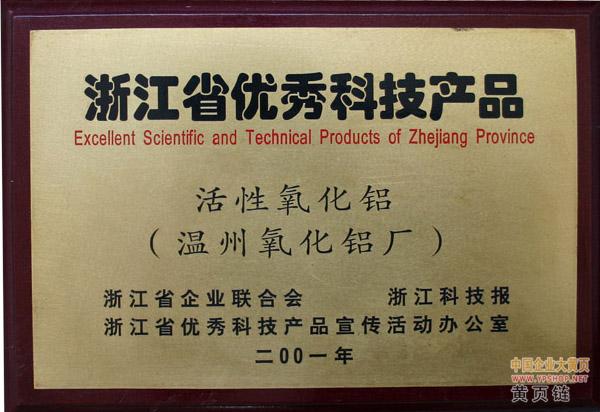 浙江省优秀科技产品
Excellent Scientific and Technical Products of Zhejiang Province
活性氧化铝
（温州氧化铝厂）
浙江省企业联合会 浙江科技报
浙江省优秀科技产品宣传活动办公室
二00一年
中国企业大黄页
WWW.YPSHOP.NET
黄页链